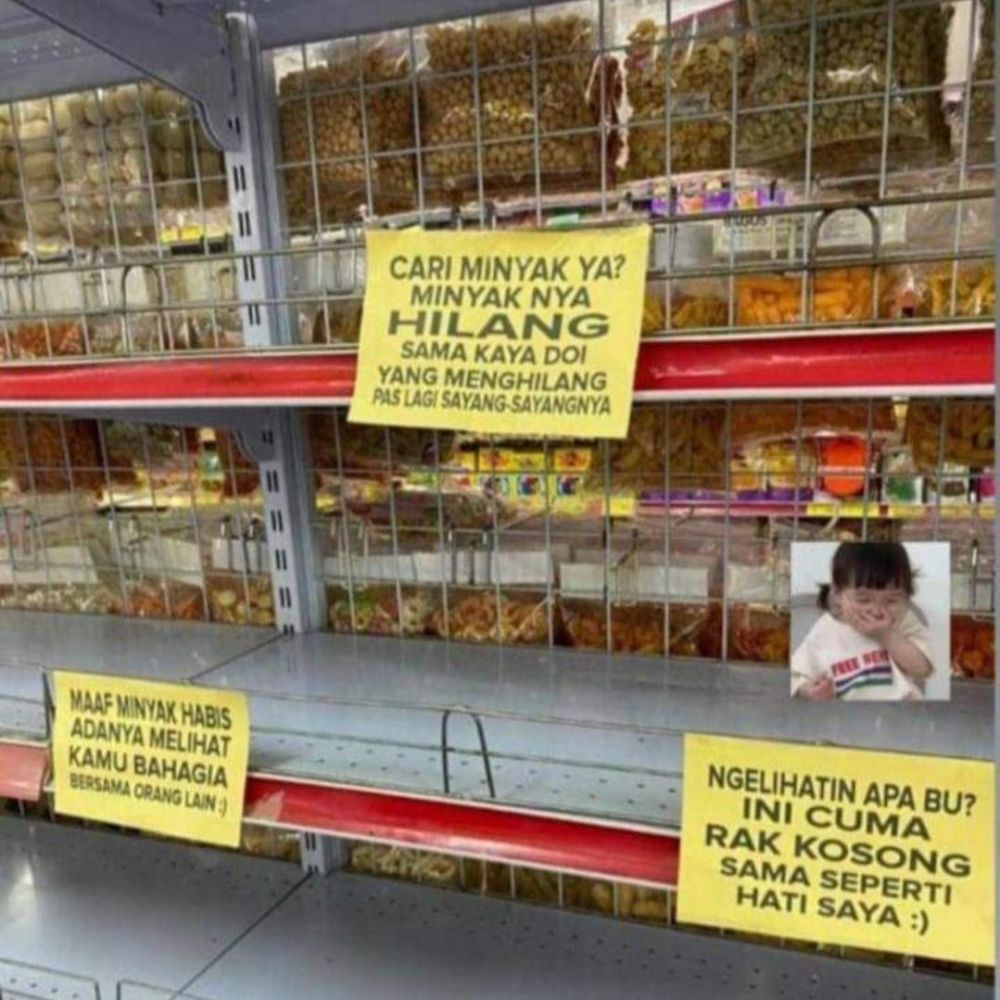 CARI MINYAK YA?
MINYAK NYA
HILANG
SAMA KAYA DOI
YANG MENGHILANG
PAS LAGI SAYANG-SAYANGNYA
MAAF MINYAK HABIS
ADANYA MELIHAT
KAMU BAHAGIA
BERSAMA ORANG LAIN :)
NGELIHATIN APA BU?
INI CUMA
RAK KOSONG
SAMA SEPERTI
HATI SAYA :)